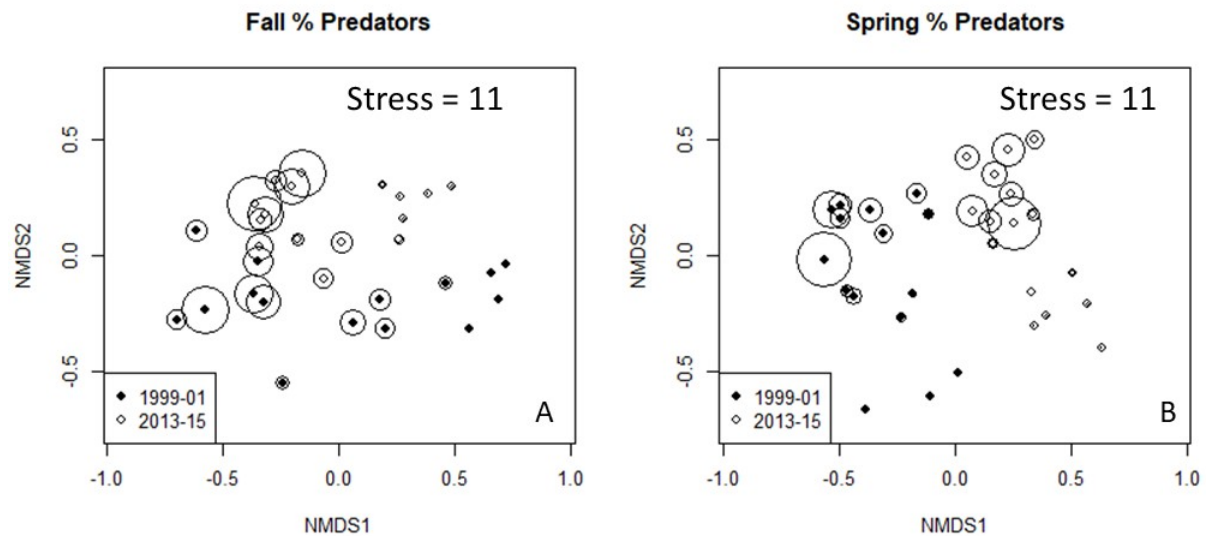 Fall % Predators
Stress = 11
0.5
0.0
-0.5
NMDS2
1999-01
2013-15
A
-1.0 -0.5 0.0 0.5 1.0
NMDS1
Spring % Predators
Stress = 11
0.5
0.0
-0.5
NMDS2
1999-01
2013-15
B
-1.0 -0.5 0.0 0.5 1.0
NMDS1